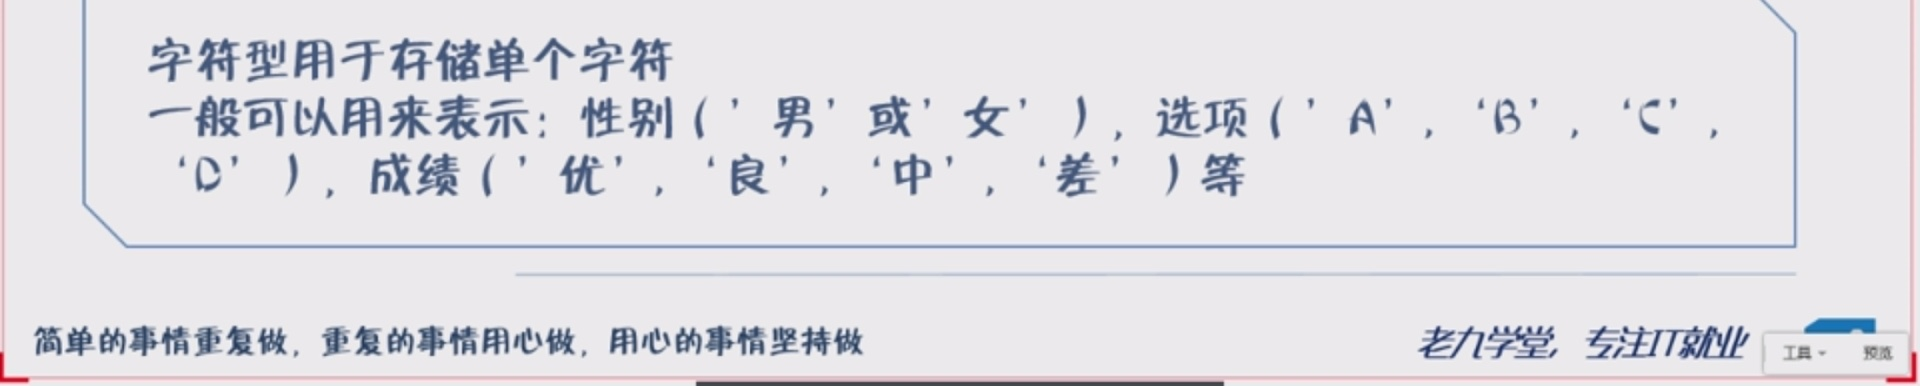 字符型用于存储单个字符
一般可以用来表示：性别（’男’或’女’），选项（’A’，‘B’，‘C’，
‘D’），成绩（’优’，‘良’，‘中’，‘差’）等
简单的事情重复做，重复的事情用心做，用心的事情坚持做
老九学堂，专注IT就业
工具 预览